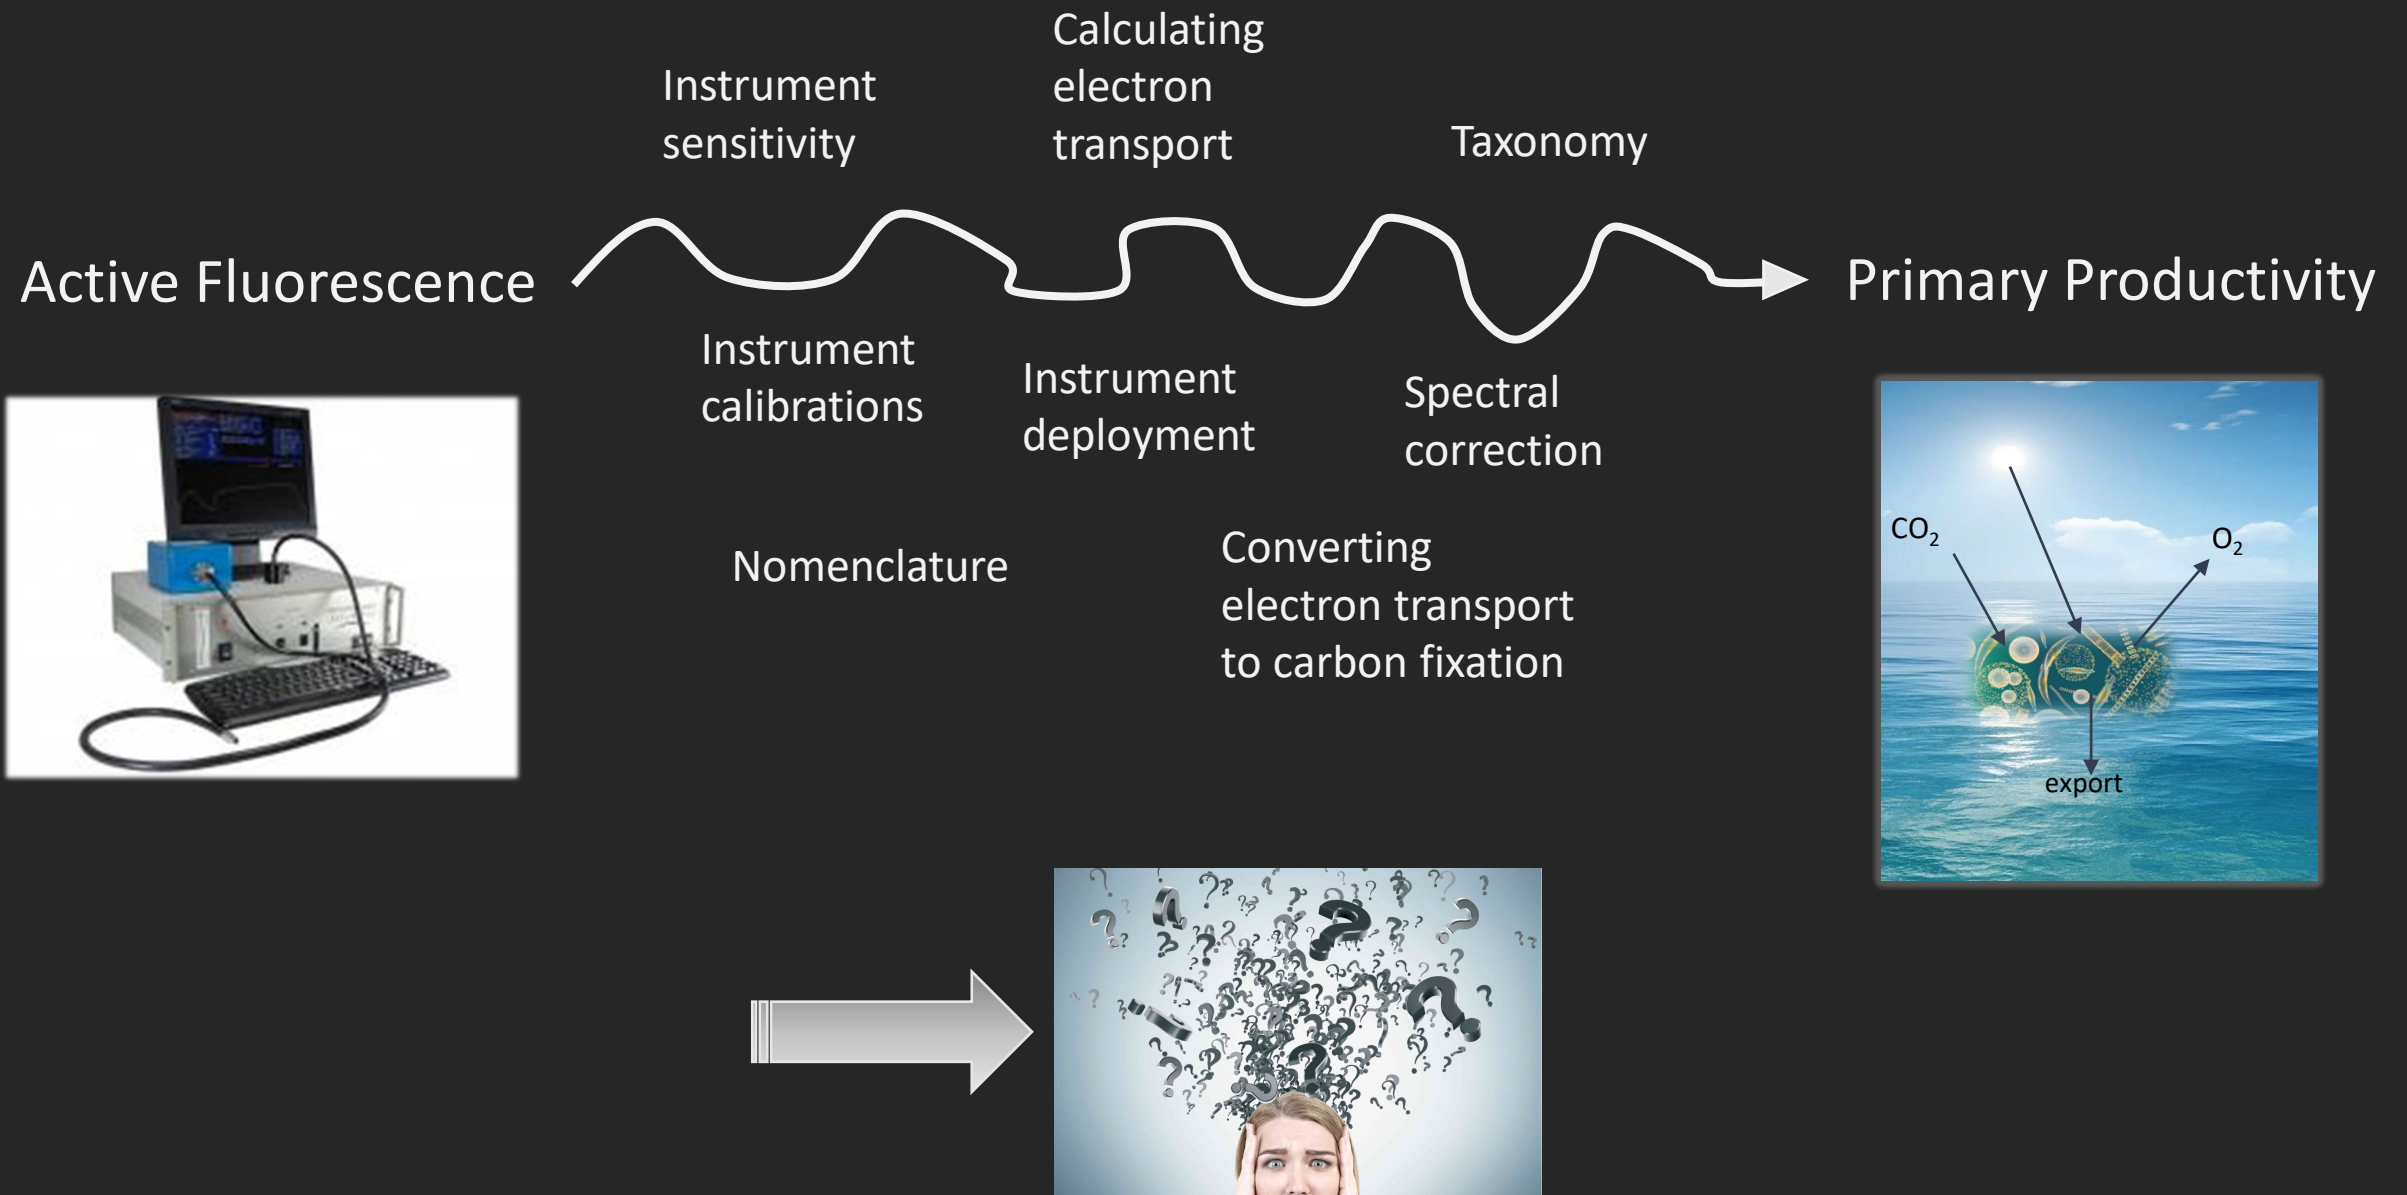 Calculating
electron
transport
Instrument
sensitivity
Taxonomy
Active Fluorescence
Primary Productivity
Instrument
calibrations
Instrument
deployment
Spectral
correction
Nomenclature
Converting
electron transport
to carbon fixation
CO₂
O₂
export